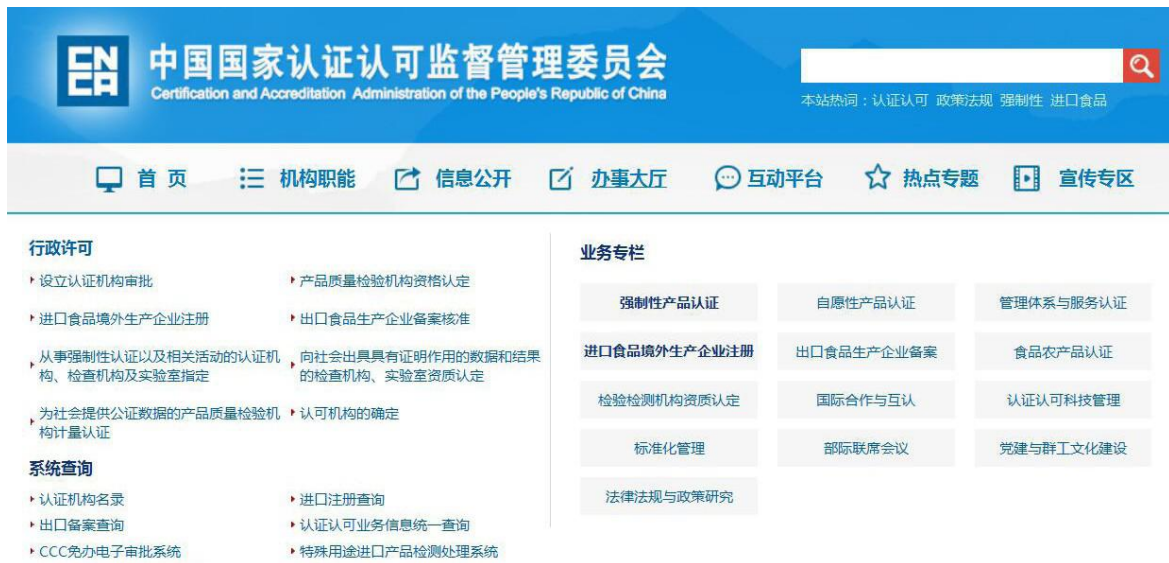 CNCA
中国国家认证认可监督管理委员会
Certification and Accreditation Administration of the People's Republic of China
本站热词：认证认可 政策法规 强制性 进口食品
首 页 机构职能 信息公开 办事大厅 互动平台 热点专题 宣传专区
行政许可
设立认证机构审批 产品质量检验机构资格认定
进口食品境外生产企业注册 出口食品生产企业备案核准
从事强制性认证以及相关活动的认证机 向社会出具具有证明作用的数据和结果
构、检查机构及实验室指定 的检查机构、实验室资质认定
为社会提供公证数据的产品质量检验机 认可机构的确定
构计量认证
系统查询
认证机构名录 进口注册查询
出口备案查询 认证认可业务信息统一查询
CCC免办电子审批系统 特殊用途进口产品检测处理系统
业务专栏
强制性产品认证 自愿性产品认证 管理体系与服务认证
进口食品境外生产企业注册 出口食品生产企业备案 食品农产品认证
检验检测机构资质认定 国际合作与互认 认证认可科技管理
标准化管理 部际联席会议 党建与群工文化建设
法律法规与政策研究